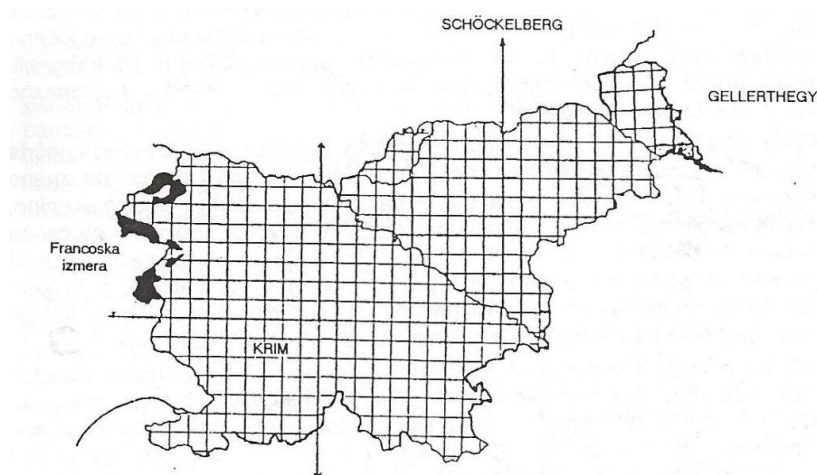 SCHÖCKELBERG
GELLERTHEGY
Francoska
izmera
KRIM